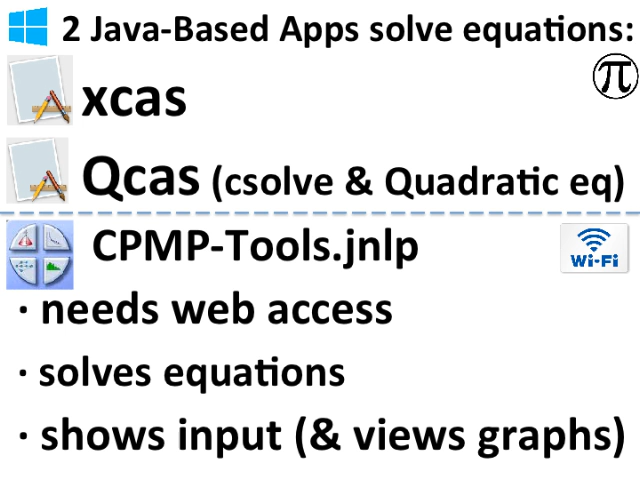 2 Java-Based Apps solve equations:
π
xcas
Qcas (csolve & Quadratic eq)
CPMP-Tools.jnlp
Wi-Fi
· needs web access
· solves equations
· shows input (& views graphs)